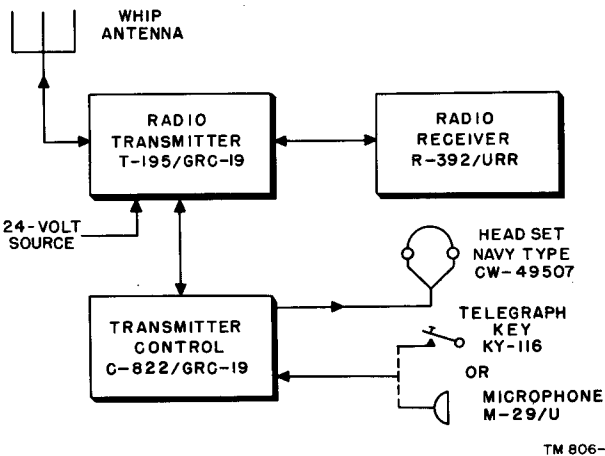 WHIP
ANTENNA
RADIO
TRANSMITTER
T-195/GRC-19
RADIO
RECEIVER
R-392/URR
24-VOLT
SOURCE
HEAD SET
NAVY TYPE
CW-49507
TRANSMITTER
CONTROL
C-822/GRC-19
TELEGRAPH
KEY
KY-116
OR
MICROPHONE
M-29/U
TM 806-